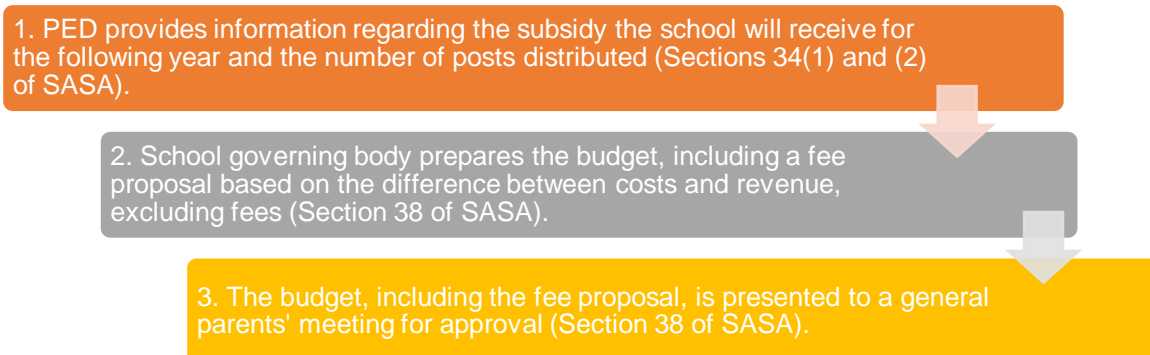 1. PED provides information regarding the subsidy the school will receive for
the following year and the number of posts distributed (Sections 34(1) and (2)
of SASA).
2. School governing body prepares the budget, including a fee
proposal based on the difference between costs and revenue,
excluding fees (Section 38 of SASA).
3. The budget, including the fee proposal, is presented to a general
parents' meeting for approval (Section 38 of SASA).